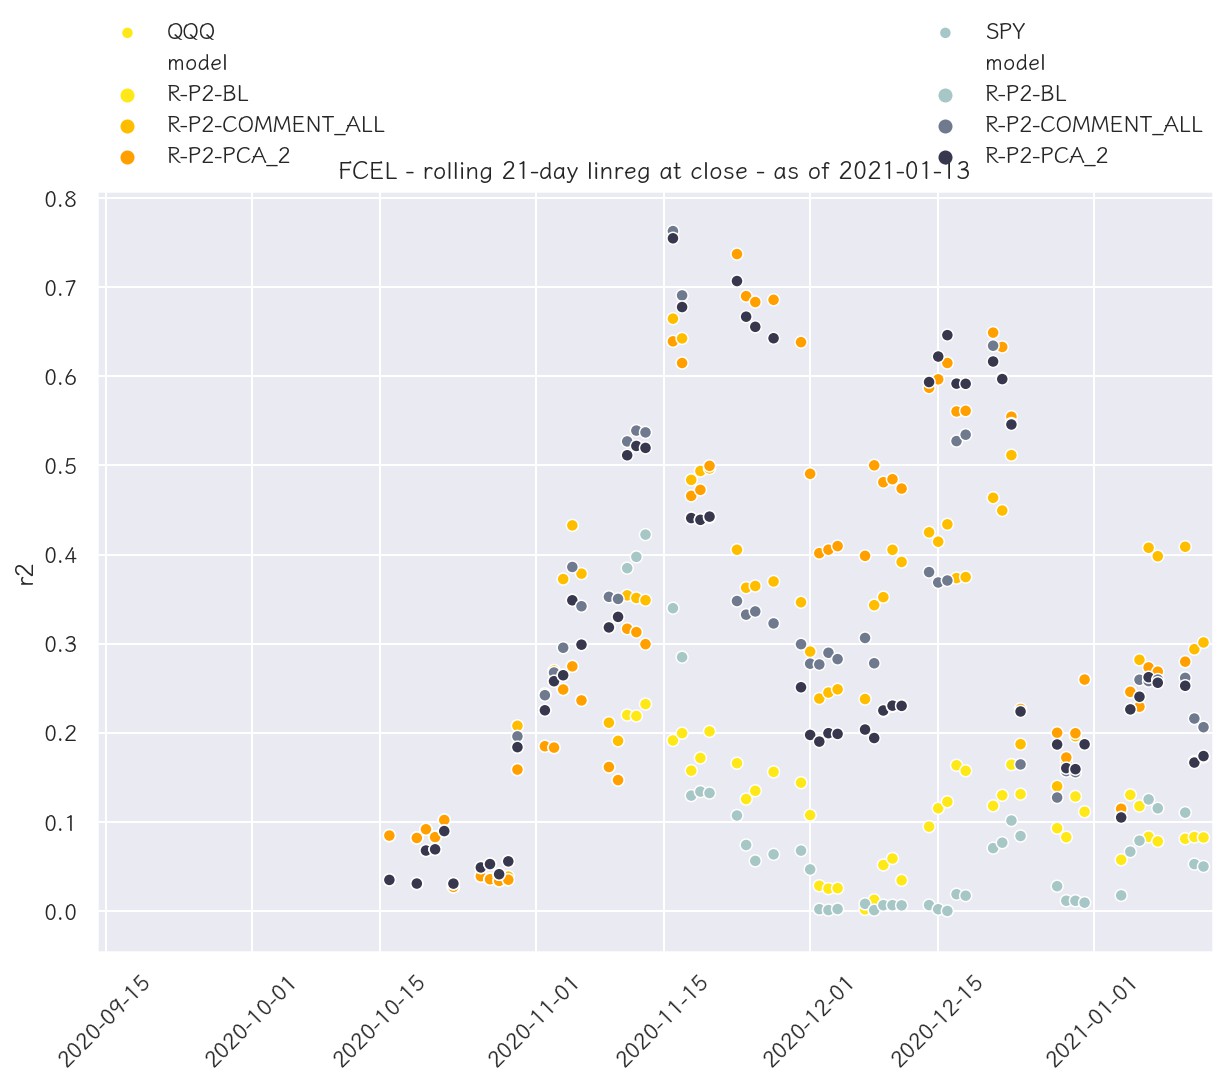 QQQ
model
R-P2-BL
R-P2-COMMENT_ALL
R-P2-PCA_2
SPY
model
R-P2-BL
R-P2-COMMENT_ALL
R-P2-PCA_2
FCEL - rolling 21-day linreg at close - as of 2021-01-13
0.8
0.7
0.6
0.5
0.4
0.3
0.2
0.1
0.0
r2
2020-09-15
2020-10-01
2020-10-15
2020-11-01
2020-11-15
2020-12-01
2020-12-15
2021-01-01